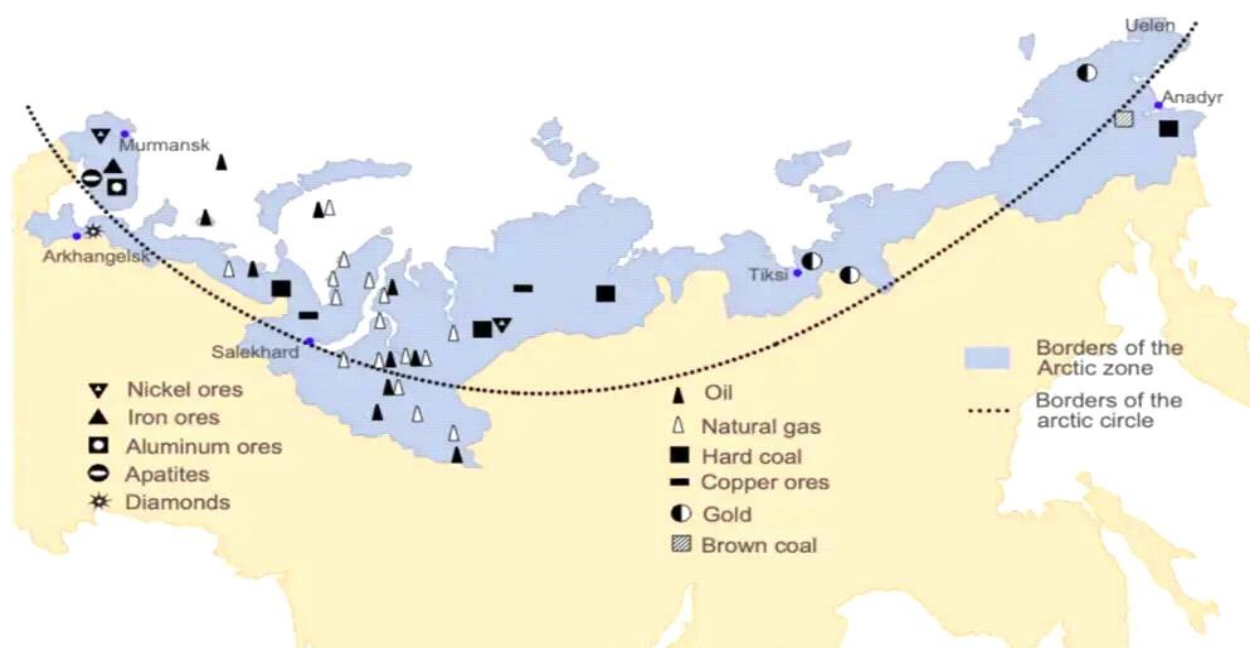 Uelen
Anadyr
Murmansk
Arkhangelsk
Tiksi
Salekhard
Nickel ores
Iron ores
Aluminum ores
Apatites
Diamonds
Oil
Natural gas
Hard coal
Copper ores
Gold
Brown coal
Borders of the
Arctic zone
Borders of the
arctic circle